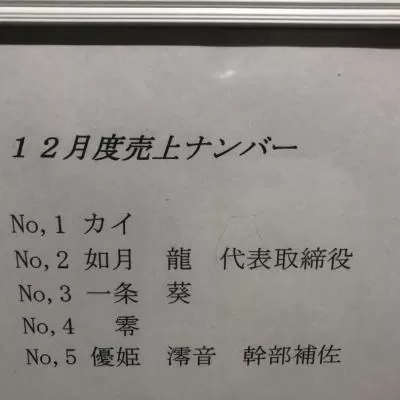 12月度売上ナンバー
No,1 カイ
No,2 如月 龍 代表取締役
No,3 一条 葵
No,4 零
No,5 優姫 澪音 幹部補佐